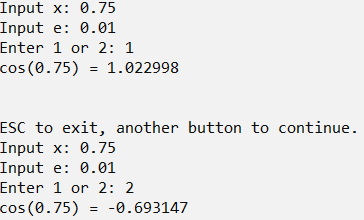 Input x: 0.75
Input e: 0.01
Enter 1 or 2: 1
cos(0.75) = 1.022998
ESC to exit, another button to continue.
Input x: 0.75
Input e: 0.01
Enter 1 or 2: 2
cos(0.75) = -0.693147